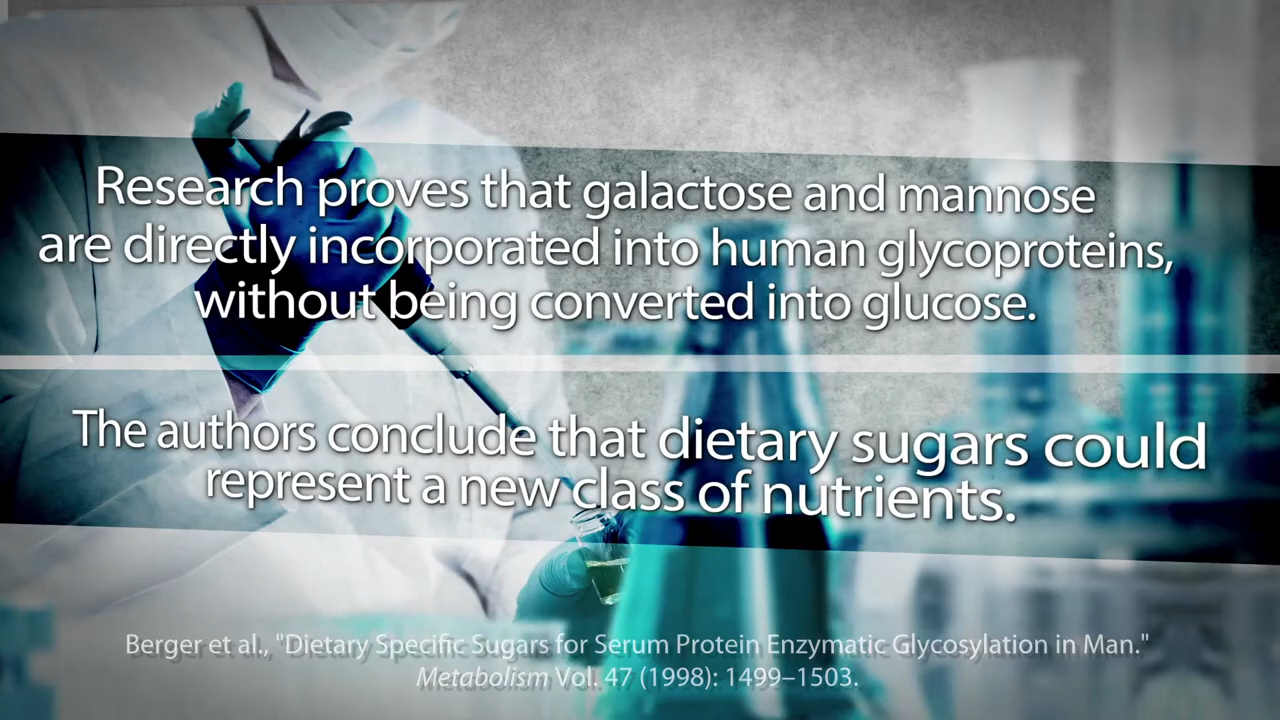 Research proves that galactose and mannose
are directly incorporated into human glycoproteins,
without being converted into glucose.
The authors conclude that dietary sugars could
represent a new class of nutrients.
Berger et al., "Dietary Specific Sugars for Serum Protein Enzymatic Glycosylation in Man."
Metabolism Vol. 47 (1998): 1499–1503.